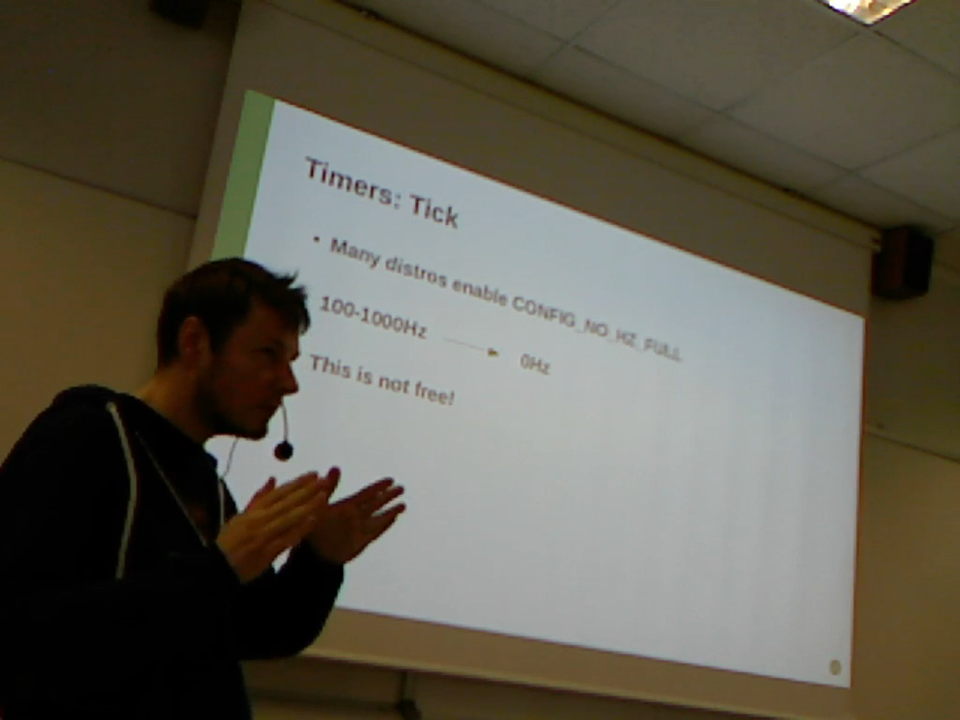 Timers: Tick
• Many distros enable CONFIG_NO_HZ_FULL
100-1000Hz → 0Hz
This is not free!